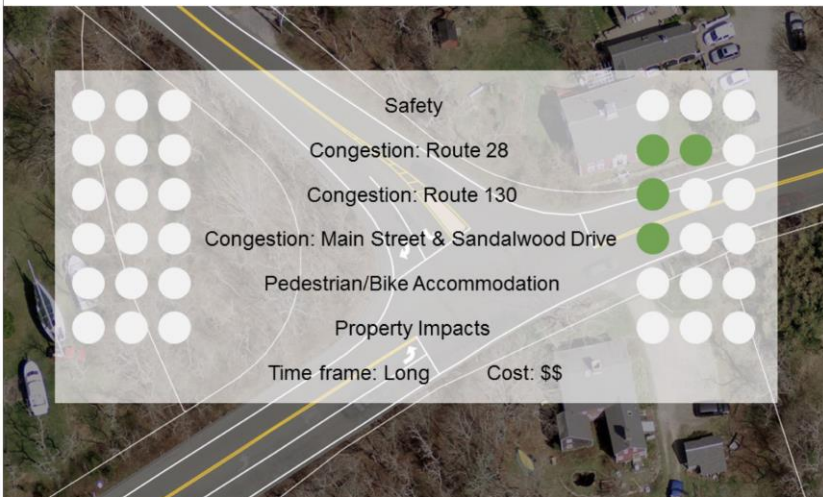 Safety
Congestion: Route 28
Congestion: Route 130
Congestion: Main Street & Sandalwood Drive
Pedestrian/Bike Accommodation
Property Impacts
Time frame: Long Cost: $$